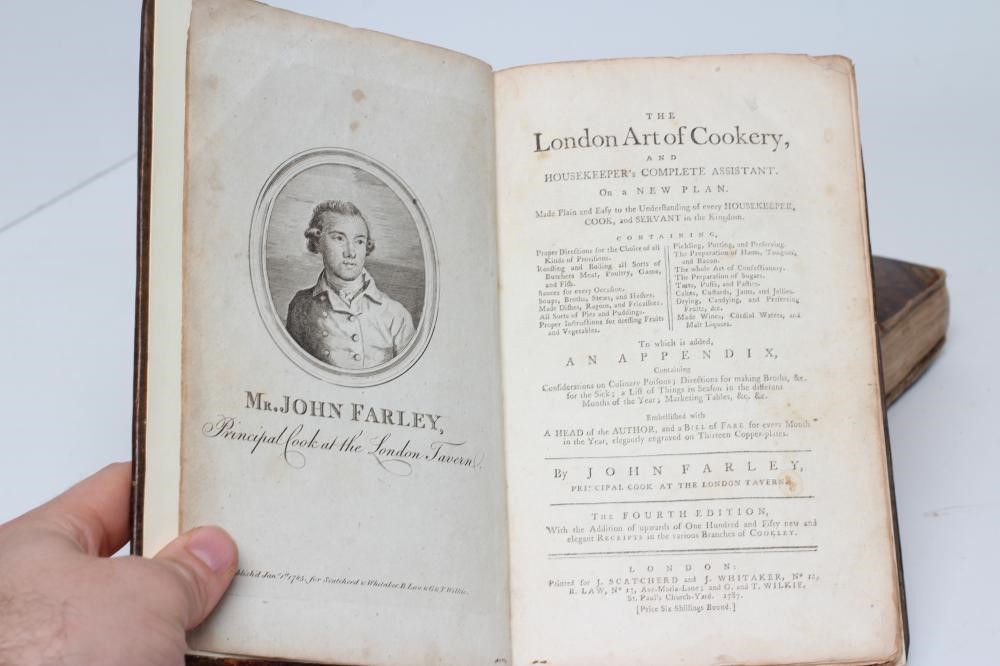 MR. JOHN FARLEY,
Principal Cook at the London Tavern.
Publish'd Jan.y 1st 1785, for Scatcherd & Whitaker B. Law & G. & T. Wilkie.
THE
London Art of Cookery,
AND
HOUSEKEEPER's COMPLETE ASSISTANT.
On a NEW PLAN.
Made Plain and Easy to the Underſtanding of every HOUSEKEEPER,
COOK, and SERVANT in the Kingdom.
CONTAINING,
Proper Directions for the Choice of all
Kinds of Proviſions.
Roaſting and Boiling all Sorts of
Butchers Meat, Poultry, Game,
and Fiſh.
Sauces for every Occaſion.
Soups, Broths, Stews, and Haſhes.
Made Diſhes, Ragoos, and Fricaſſees.
All Sorts of Pies and Puddings.
Proper Inſtructions for dreſſing Fruits
and Vegetables.
Pickling, Potting, and Preſerving.
The Preparation of Hams, Tongues,
and Bacon.
The whole Art of Confectionary.
The Preparation of Sugars.
Tarts, Puffs, and Paſties.
Cakes, Cuſtards, Jams, and Jellies.
Drying, Candying, and Preſerving
Fruits, &c.
Made Wines, Cordial Waters, and
Malt Liquors.
To which is added,
AN APPENDIX,
Containing
Conſiderations on Culinary Poiſons; Directions for making Broths, &c.
for the Sick; a Liſt of Things in Seaſon in the different
Months of the Year; Marketing Tables, &c. &c.
Embelliſhed with
A HEAD of the AUTHOR, and a BILL of FARE for every Month
in the Year, elegantly engraved on Thirteen Copper-plates.
By JOHN FARLEY,
PRINCIPAL COOK AT THE LONDON TAVERN.
THE FOURTH EDITION,
With the Addition of upwards of One Hundred and Fifty new and
elegant RECEIPTS in the various Branches of COOKERY.
LONDON:
Printed for J. SCATCHERD and J. WHITAKER, No 12,
B. LAW, No 13, Ave-Maria-Lane; and G. and T. WILKIE,
St. Paul's Church-Yard. 1787.
[Price Six Shillings Bound.]